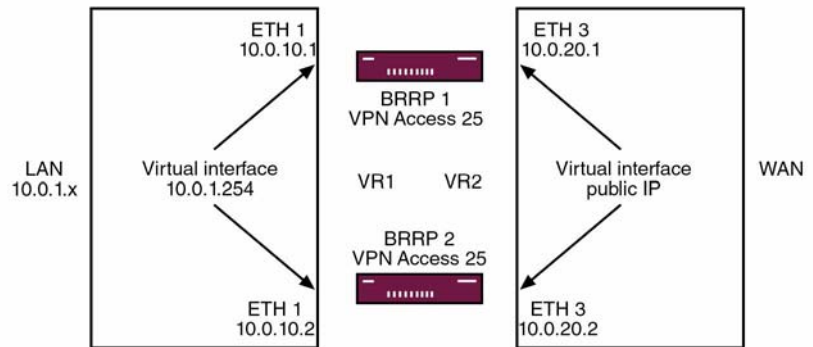 ETH 1
10.0.10.1
ETH 3
10.0.20.1
BRRP 1
VPN Access 25
LAN
10.0.1.x
Virtual interface
10.0.1.254
VR1
VR2
Virtual interface
public IP
WAN
BRRP 2
VPN Access 25
ETH 1
10.0.10.2
ETH 3
10.0.20.2